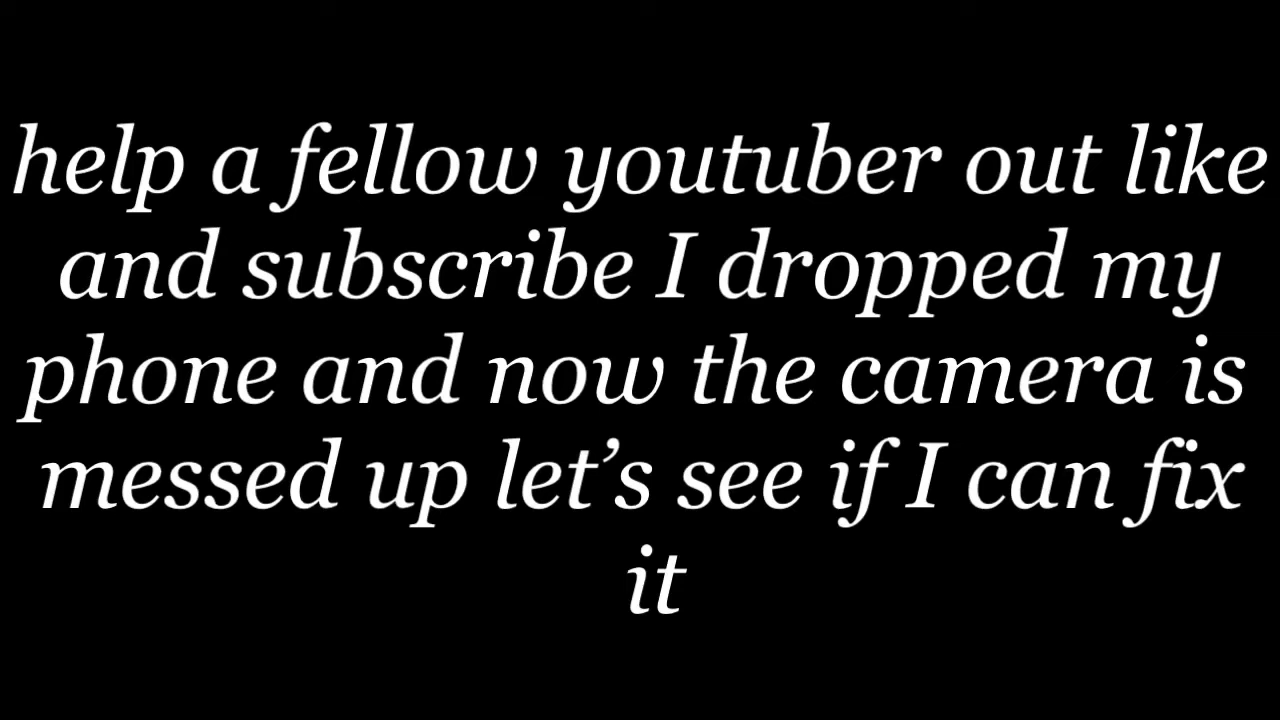 help a fellow youtuber out like
and subscribe I dropped my
phone and now the camera is
messed up let’s see if I can fix
it